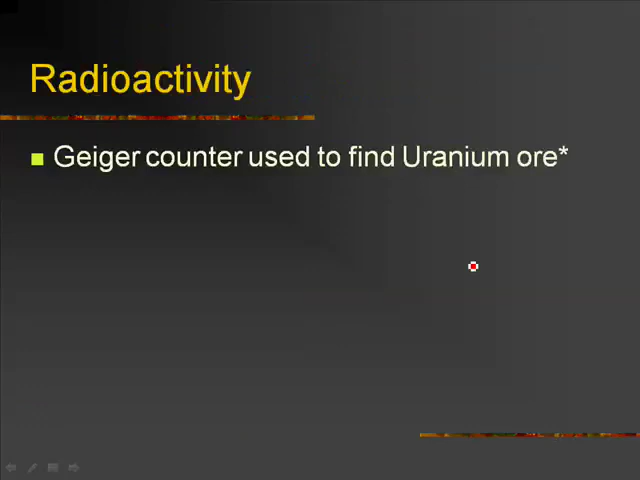 Radioactivity
Geiger counter used to find Uranium ore*